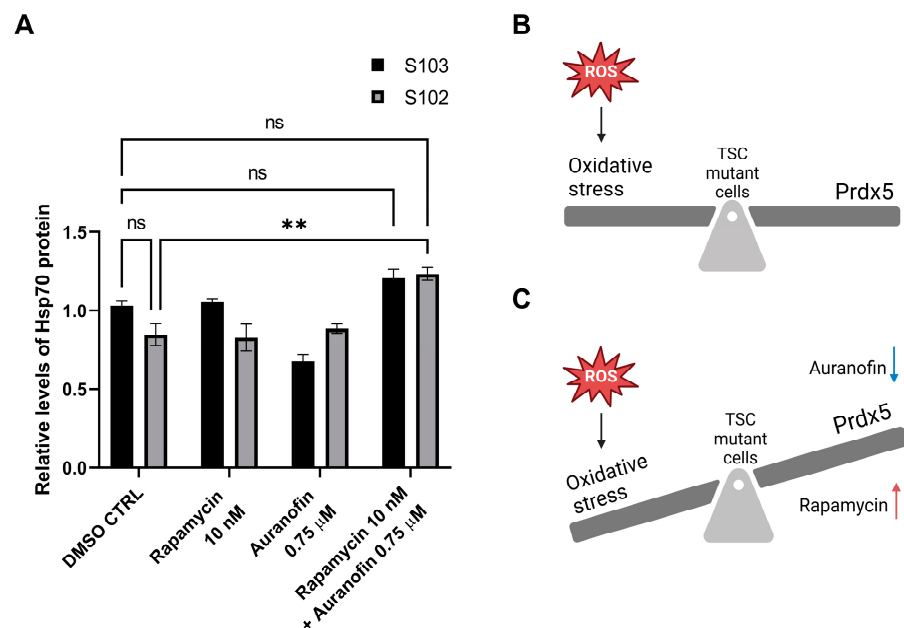 A
S103
S102
ns
ns
ns
**
Relative levels of Hsp70 protein
1.5
1.0
0.5
0.0
DMSO CTRL
Rapamycin
10 nM
Auranofin
0.75 μM
Rapamycin 10 nM
+ Auranofin 0.75 μM
B
ROS
Oxidative
stress
TSC
mutant
cells
Prdx5
C
ROS
Oxidative
stress
TSC
mutant
cells
Auranofin
Prdx5
Rapamycin